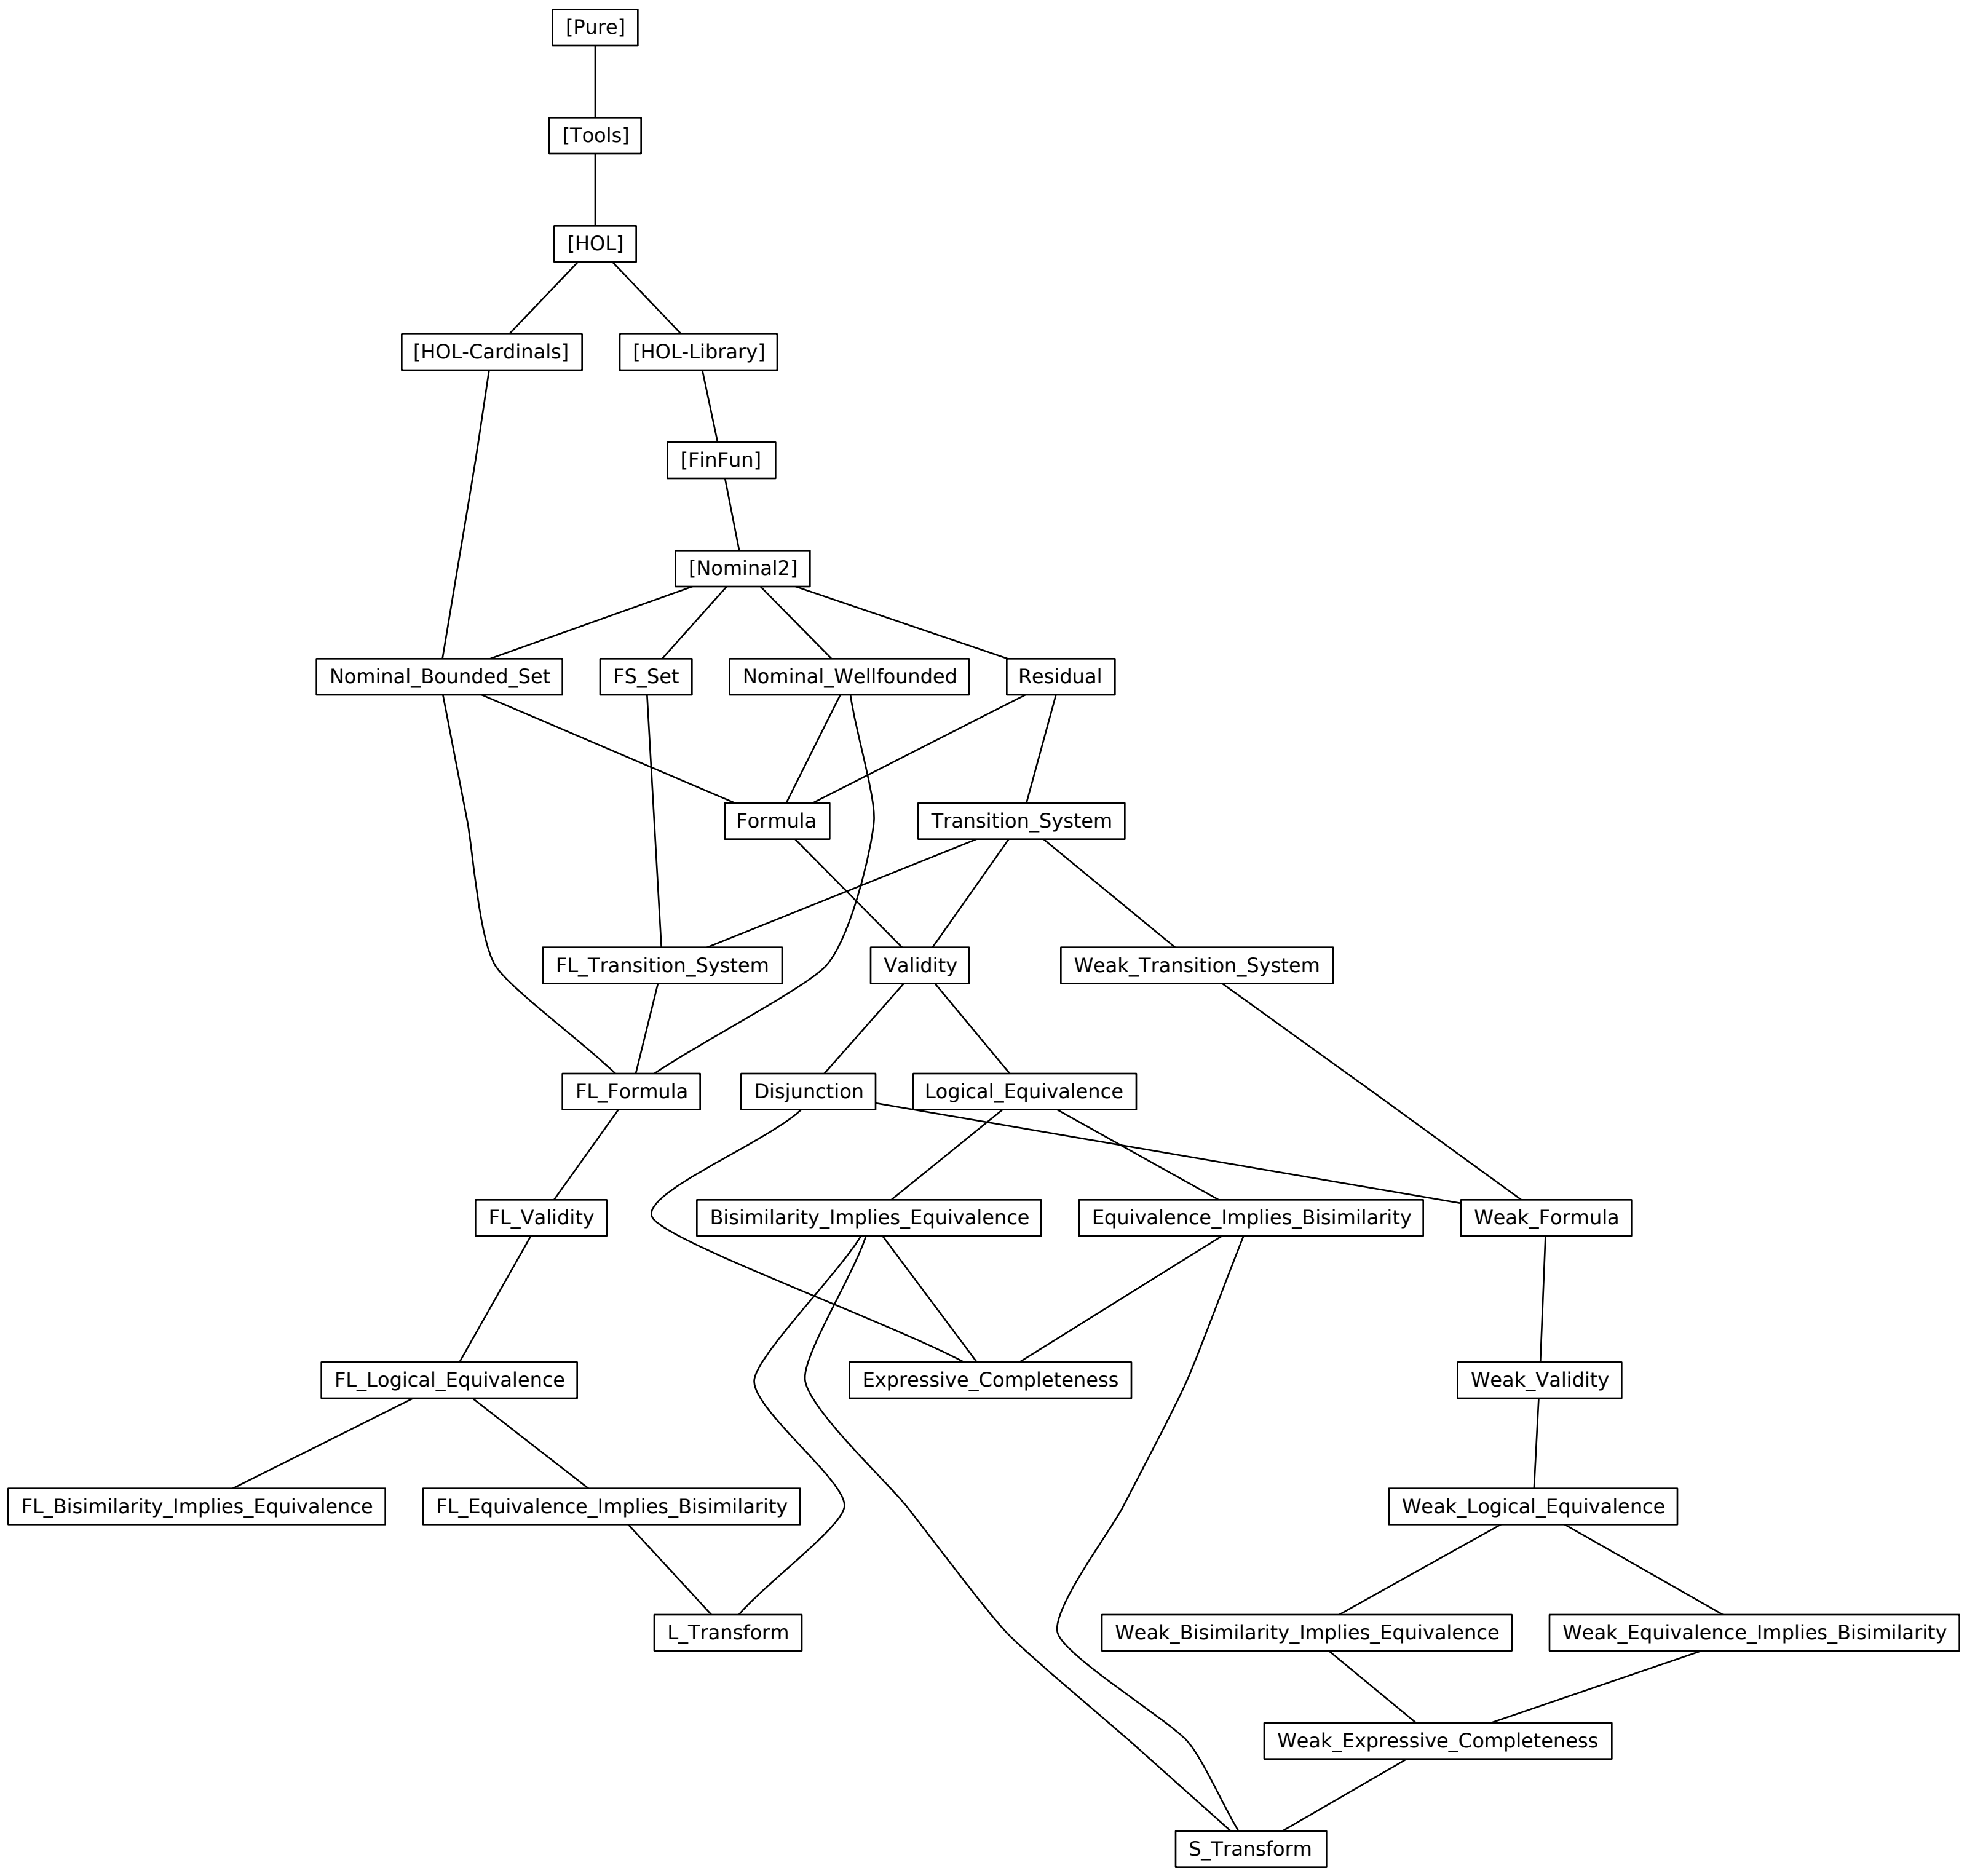 [Pure]
[Tools]
[HOL]
[HOL-Cardinals]
[HOL-Library]
[FinFun]
[Nominal2]
Nominal_Bounded_Set
FS_Set
Nominal_Wellfounded
Residual
Formula
Transition_System
FL_Transition_System
Validity
Weak_Transition_System
FL_Formula
Disjunction
Logical_Equivalence
FL_Validity
Bisimilarity_Implies_Equivalence
Equivalence_Implies_Bisimilarity
Weak_Formula
FL_Logical_Equivalence
Expressive_Completeness
Weak_Validity
FL_Bisimilarity_Implies_Equivalence
FL_Equivalence_Implies_Bisimilarity
Weak_Logical_Equivalence
L_Transform
Weak_Bisimilarity_Implies_Equivalence
Weak_Equivalence_Implies_Bisimilarity
Weak_Expressive_Completeness
S_Transform